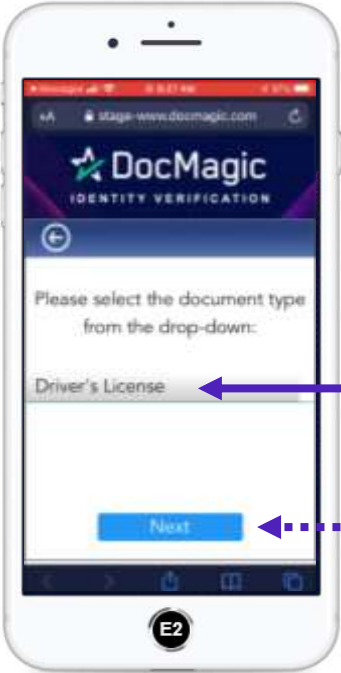 AA stage-www.docmagic.com
DocMagic
IDENTITY VERIFICATION
Please select the document type
from the drop-down:
Driver's License
Next
E2